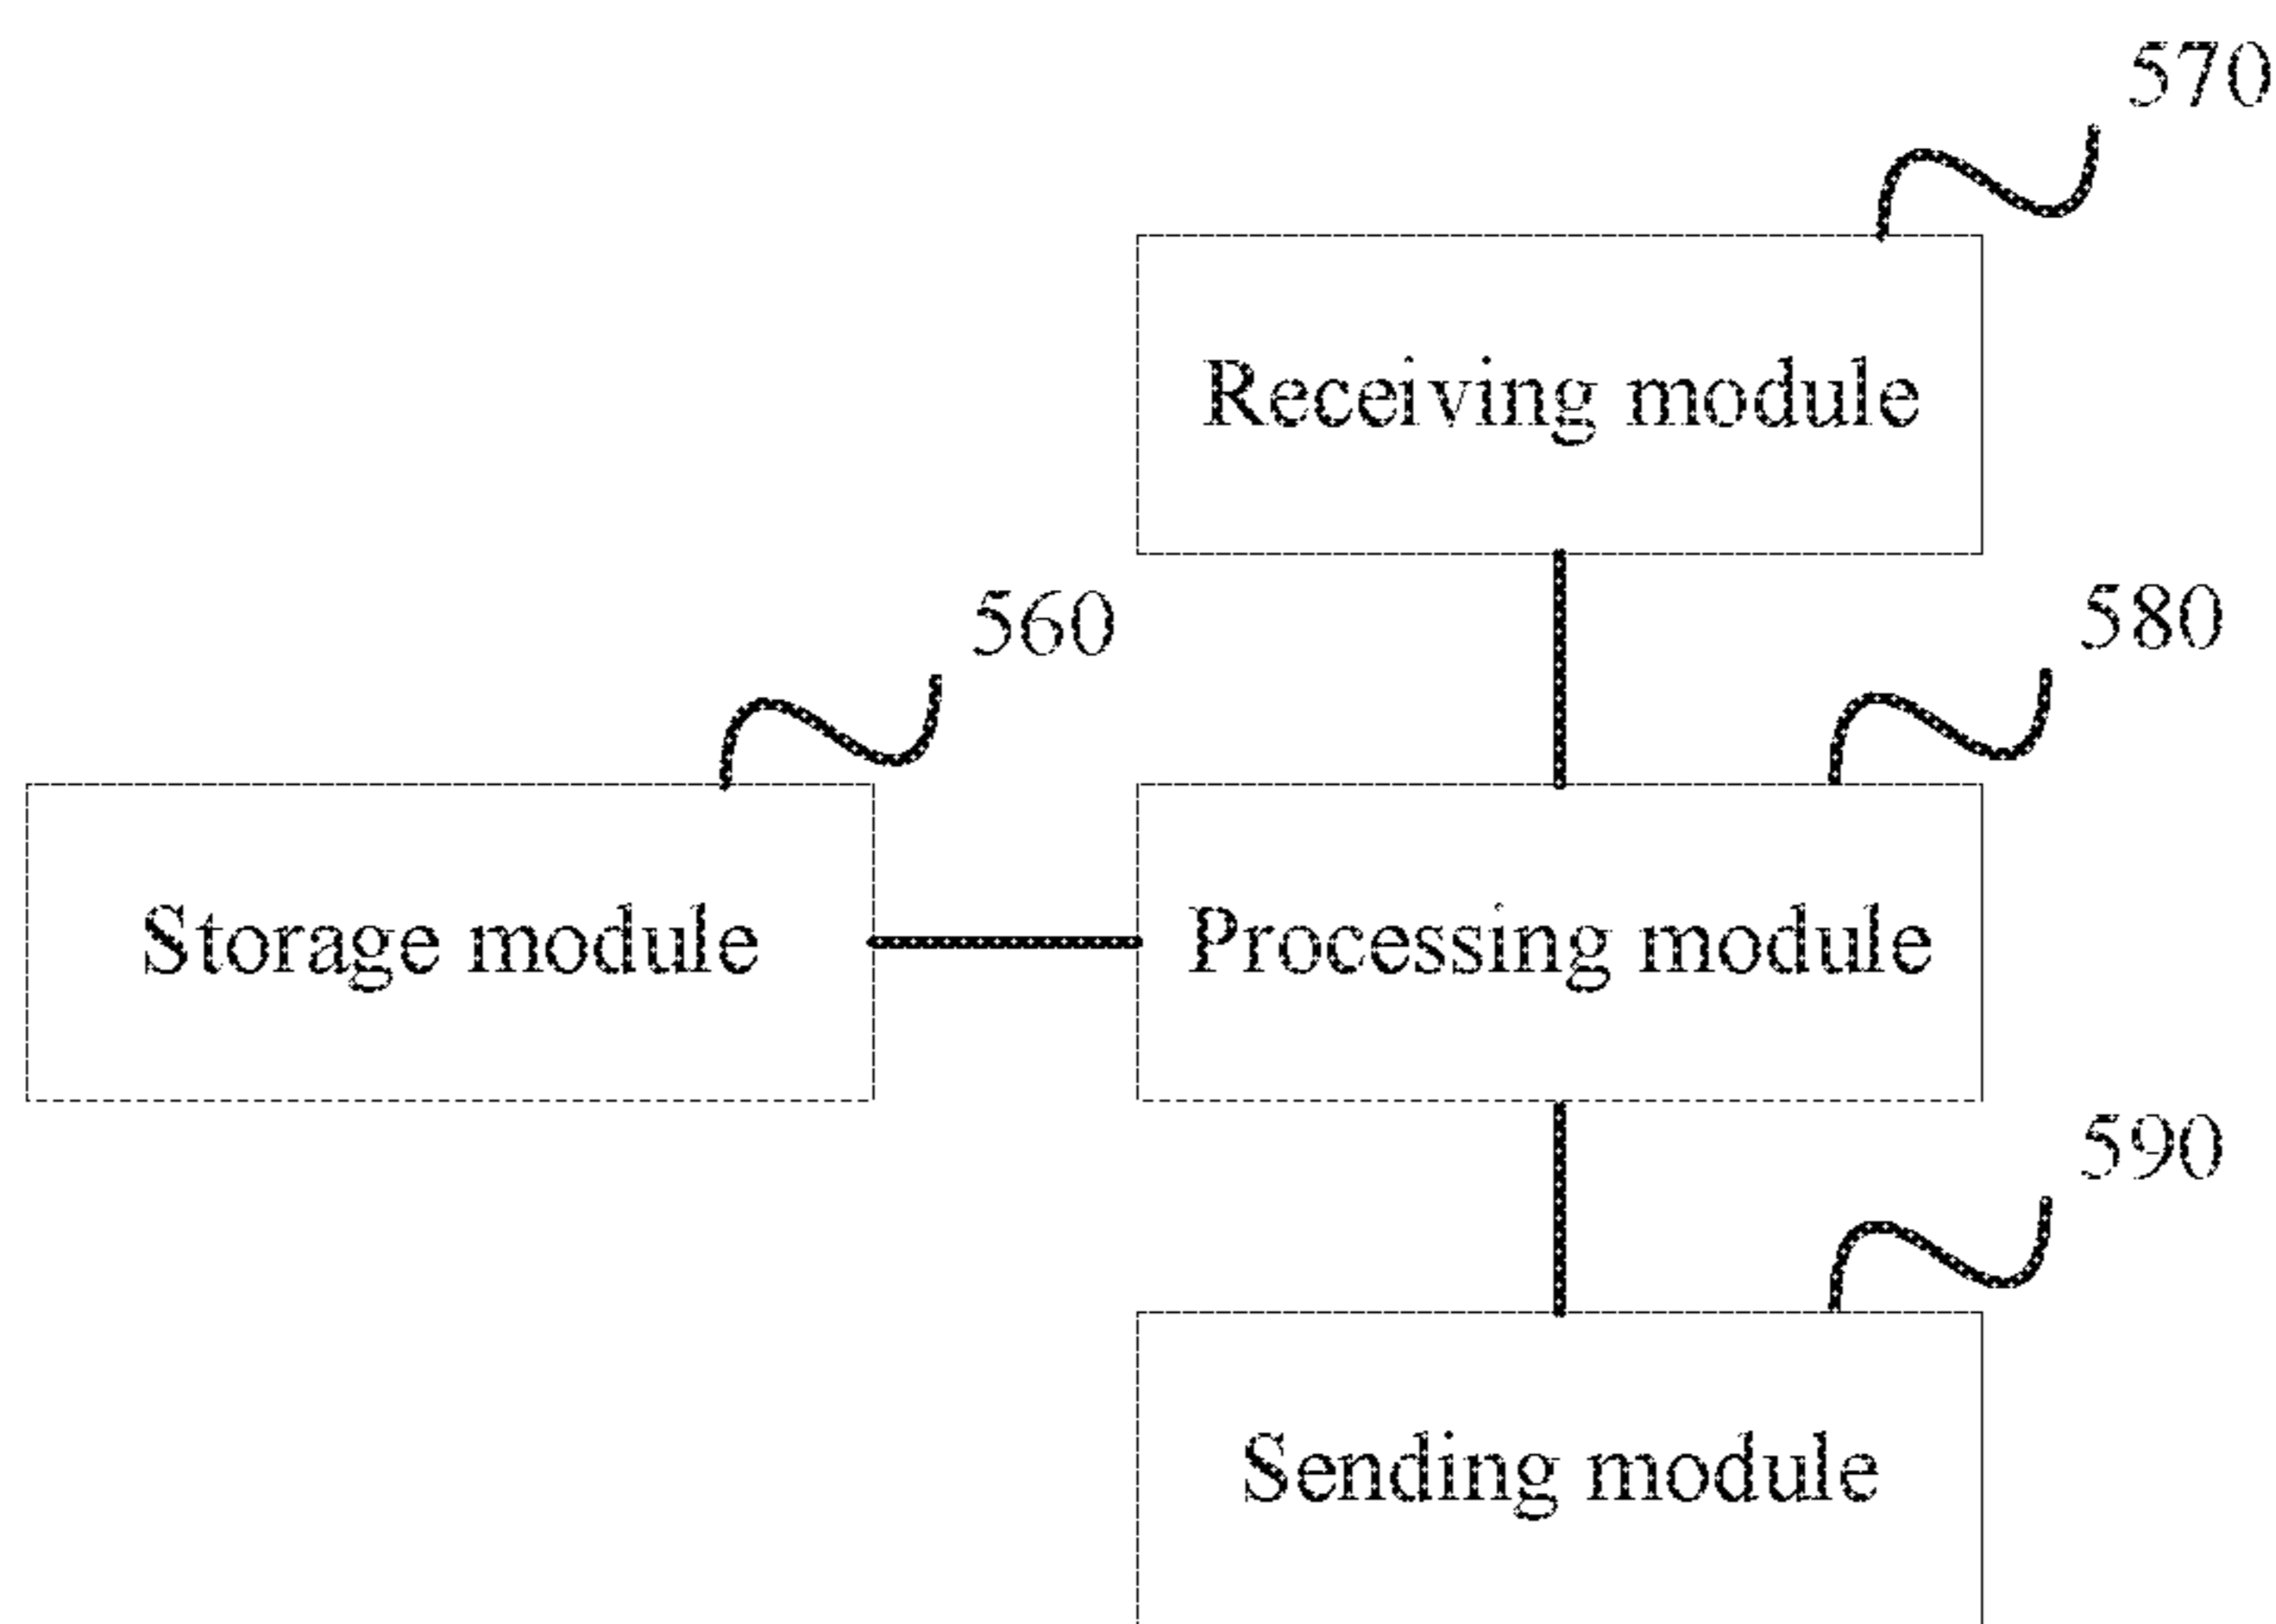 570
Receiving module
560
580
Storage module
Processing module
590
Sending module